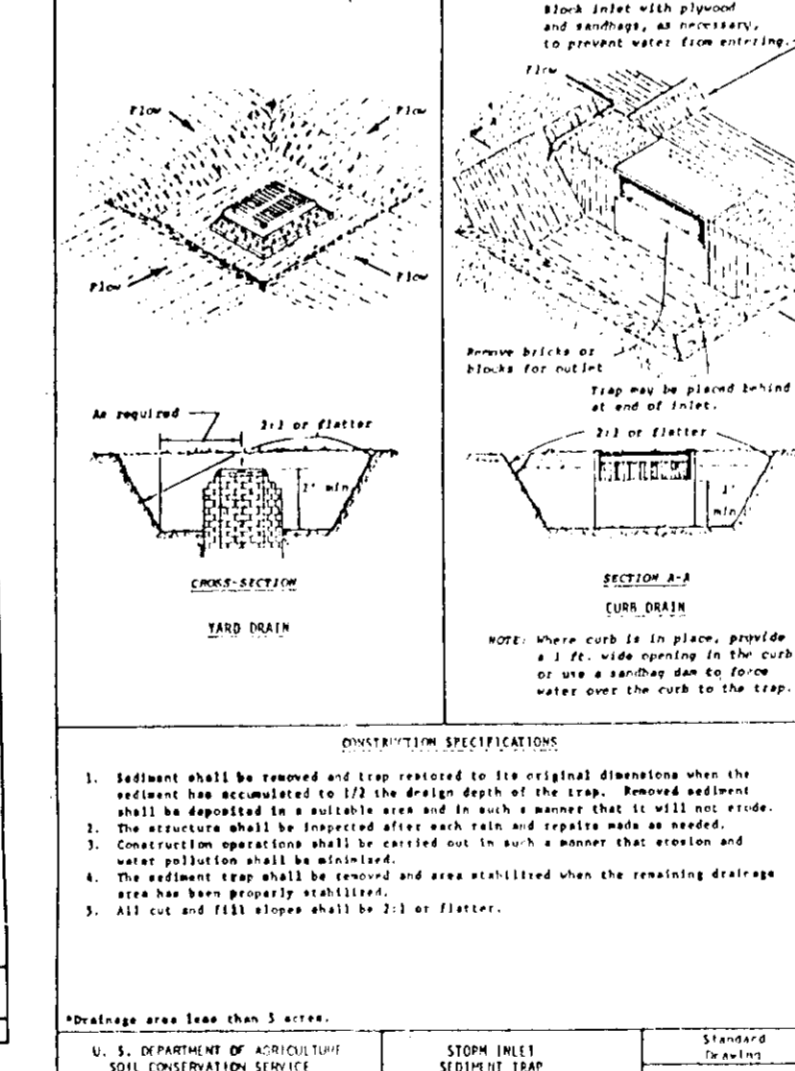 Block inlet with plywood
and sandbags, as necessary,
to prevent water from entering.
Flow
Flow
Flow
Flow
Flow
A
Remove bricks or
blocks for outlet
Trap may be placed behind
at end of inlet.
As required
2:1 or flatter
min
CROSS-SECTION
YARD DRAIN
2:1 or flatter
min
SECTION A-A
CURB DRAIN
NOTE: Where curb is in place, provide
a 1 ft. wide opening in the curb
or use a sandbag dam to force
water over the curb to the trap.
CONSTRUCTION SPECIFICATIONS
1. Sediment shall be removed and trap restored to its original dimensions when the
sediment has accumulated to 1/2 the design depth of the trap. Removed sediment
shall be deposited in a suitable area and in such a manner that it will not erode.
2. The structure shall be inspected after each rain and repairs made as needed.
3. Construction operations shall be carried out in such a manner that erosion and
water pollution shall be minimized.
4. The sediment trap shall be removed and area stabilized when the remaining drainage
area has been properly stabilized.
5. All cut and fill slopes shall be 2:1 or flatter.
*Drainage area less than acres.
U. S. DEPARTMENT OF AGRICULTURE
SOIL CONSERVATION SERVICE
STORM INLET
SEDIMENT TRAP
Standard
Drawing